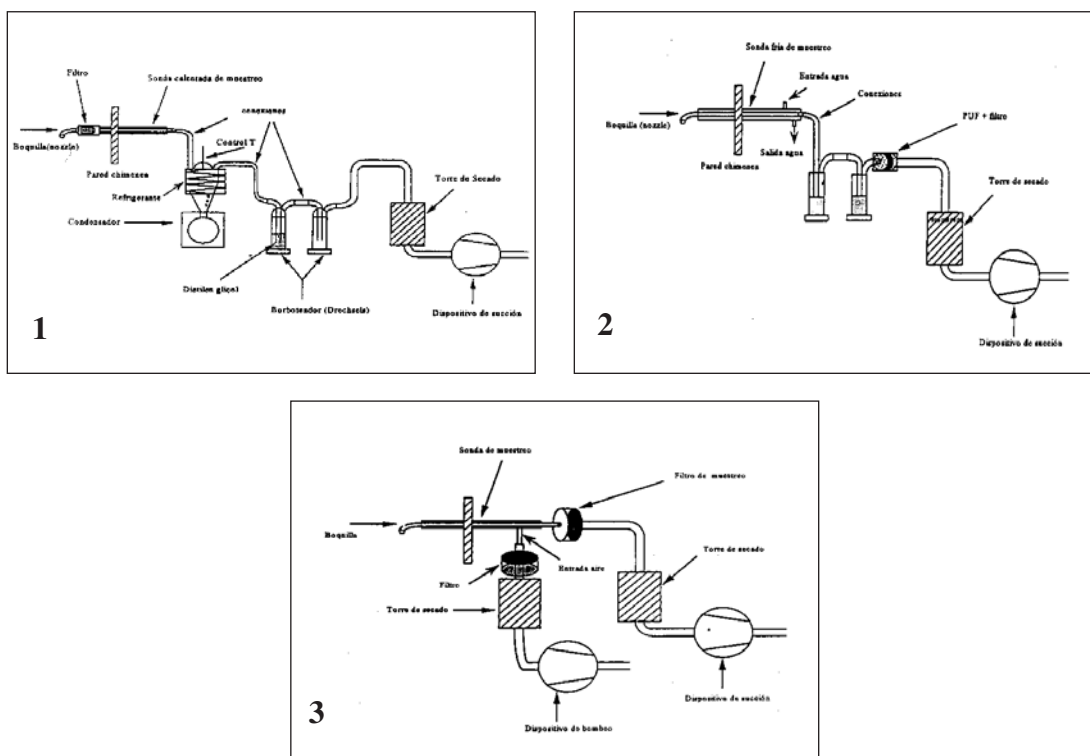 Filtro
Sonda calentada de muestreo
conexiones
Boquilla(nozzle)
Control T
Pared chimenea
Refrigerante
Torre de Secado
Condensador
Dietilen glicol
Borboteador (Drechsels)
Dispositivo de succión
1
Sonda fria de muestreo
Entrada agua
Conexiones
Boquilla (nozzle)
PUF + filtro
Salida agua
Pared chimenea
Torre de secado
Dispositivo de succión
2
Sonda de muestreo
Filtro de muestreo
Boquilla
Entrada aire
Torre de secado
Filtro
Torre de secado
Dispositivo de succión
Dispositivo de bombeo
3